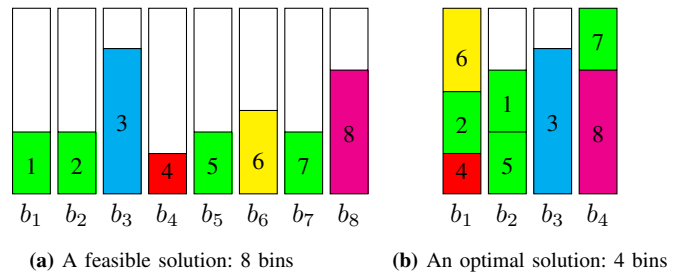 6 7
3 1 3
2
8 8
1 2 5 6 7 5
4 4
b₁ b₂ b₃ b₄ b₅ b₆ b₇ b₈ b₁ b₂ b₃ b₄
(a) A feasible solution: 8 bins (b) An optimal solution: 4 bins